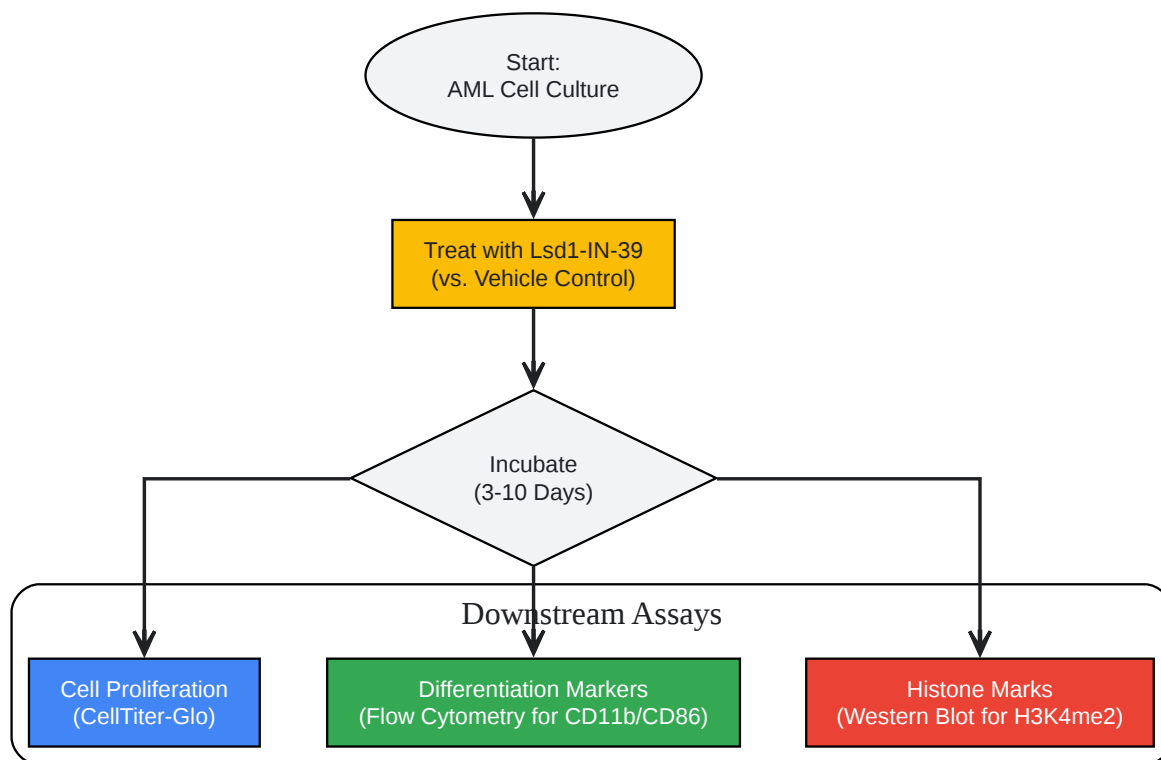 Start:
AML Cell Culture
Treat with Lsd1-IN-39
(vs. Vehicle Control)
Incubate
(3-10 Days)
Downstream Assays
Cell Proliferation
(CellTiter-Glo)
Differentiation Markers
(Flow Cytometry for CD11b/CD86)
Histone Marks
(Western Blot for H3K4me2)